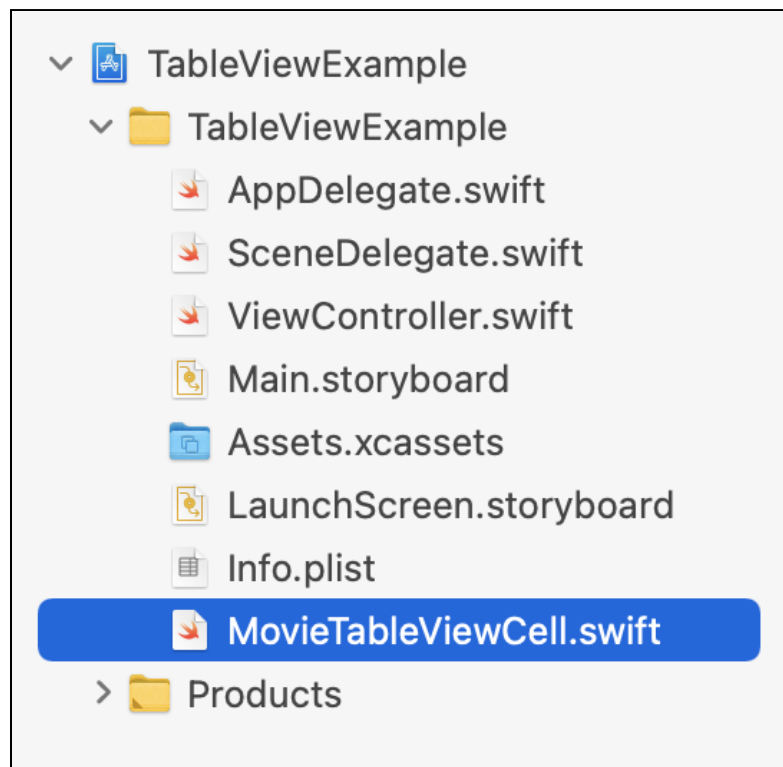 TableViewExample
TableViewExample
AppDelegate.swift
SceneDelegate.swift
ViewController.swift
Main.storyboard
Assets.xcassets
LaunchScreen.storyboard
Info.plist
MovieTableViewCell.swift
Products